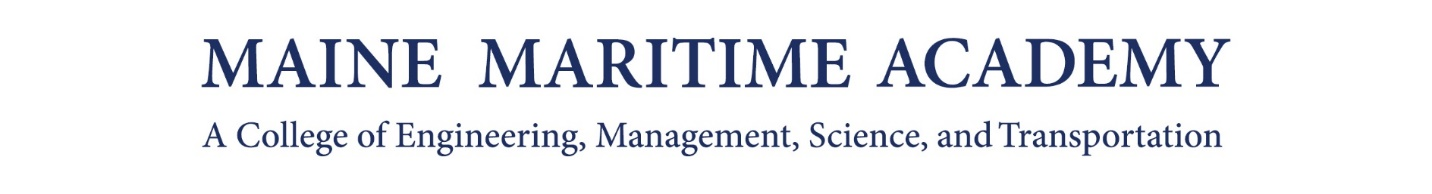 MAINE MARITIME ACADEMY
A College of Engineering, Management, Science, and Transportation